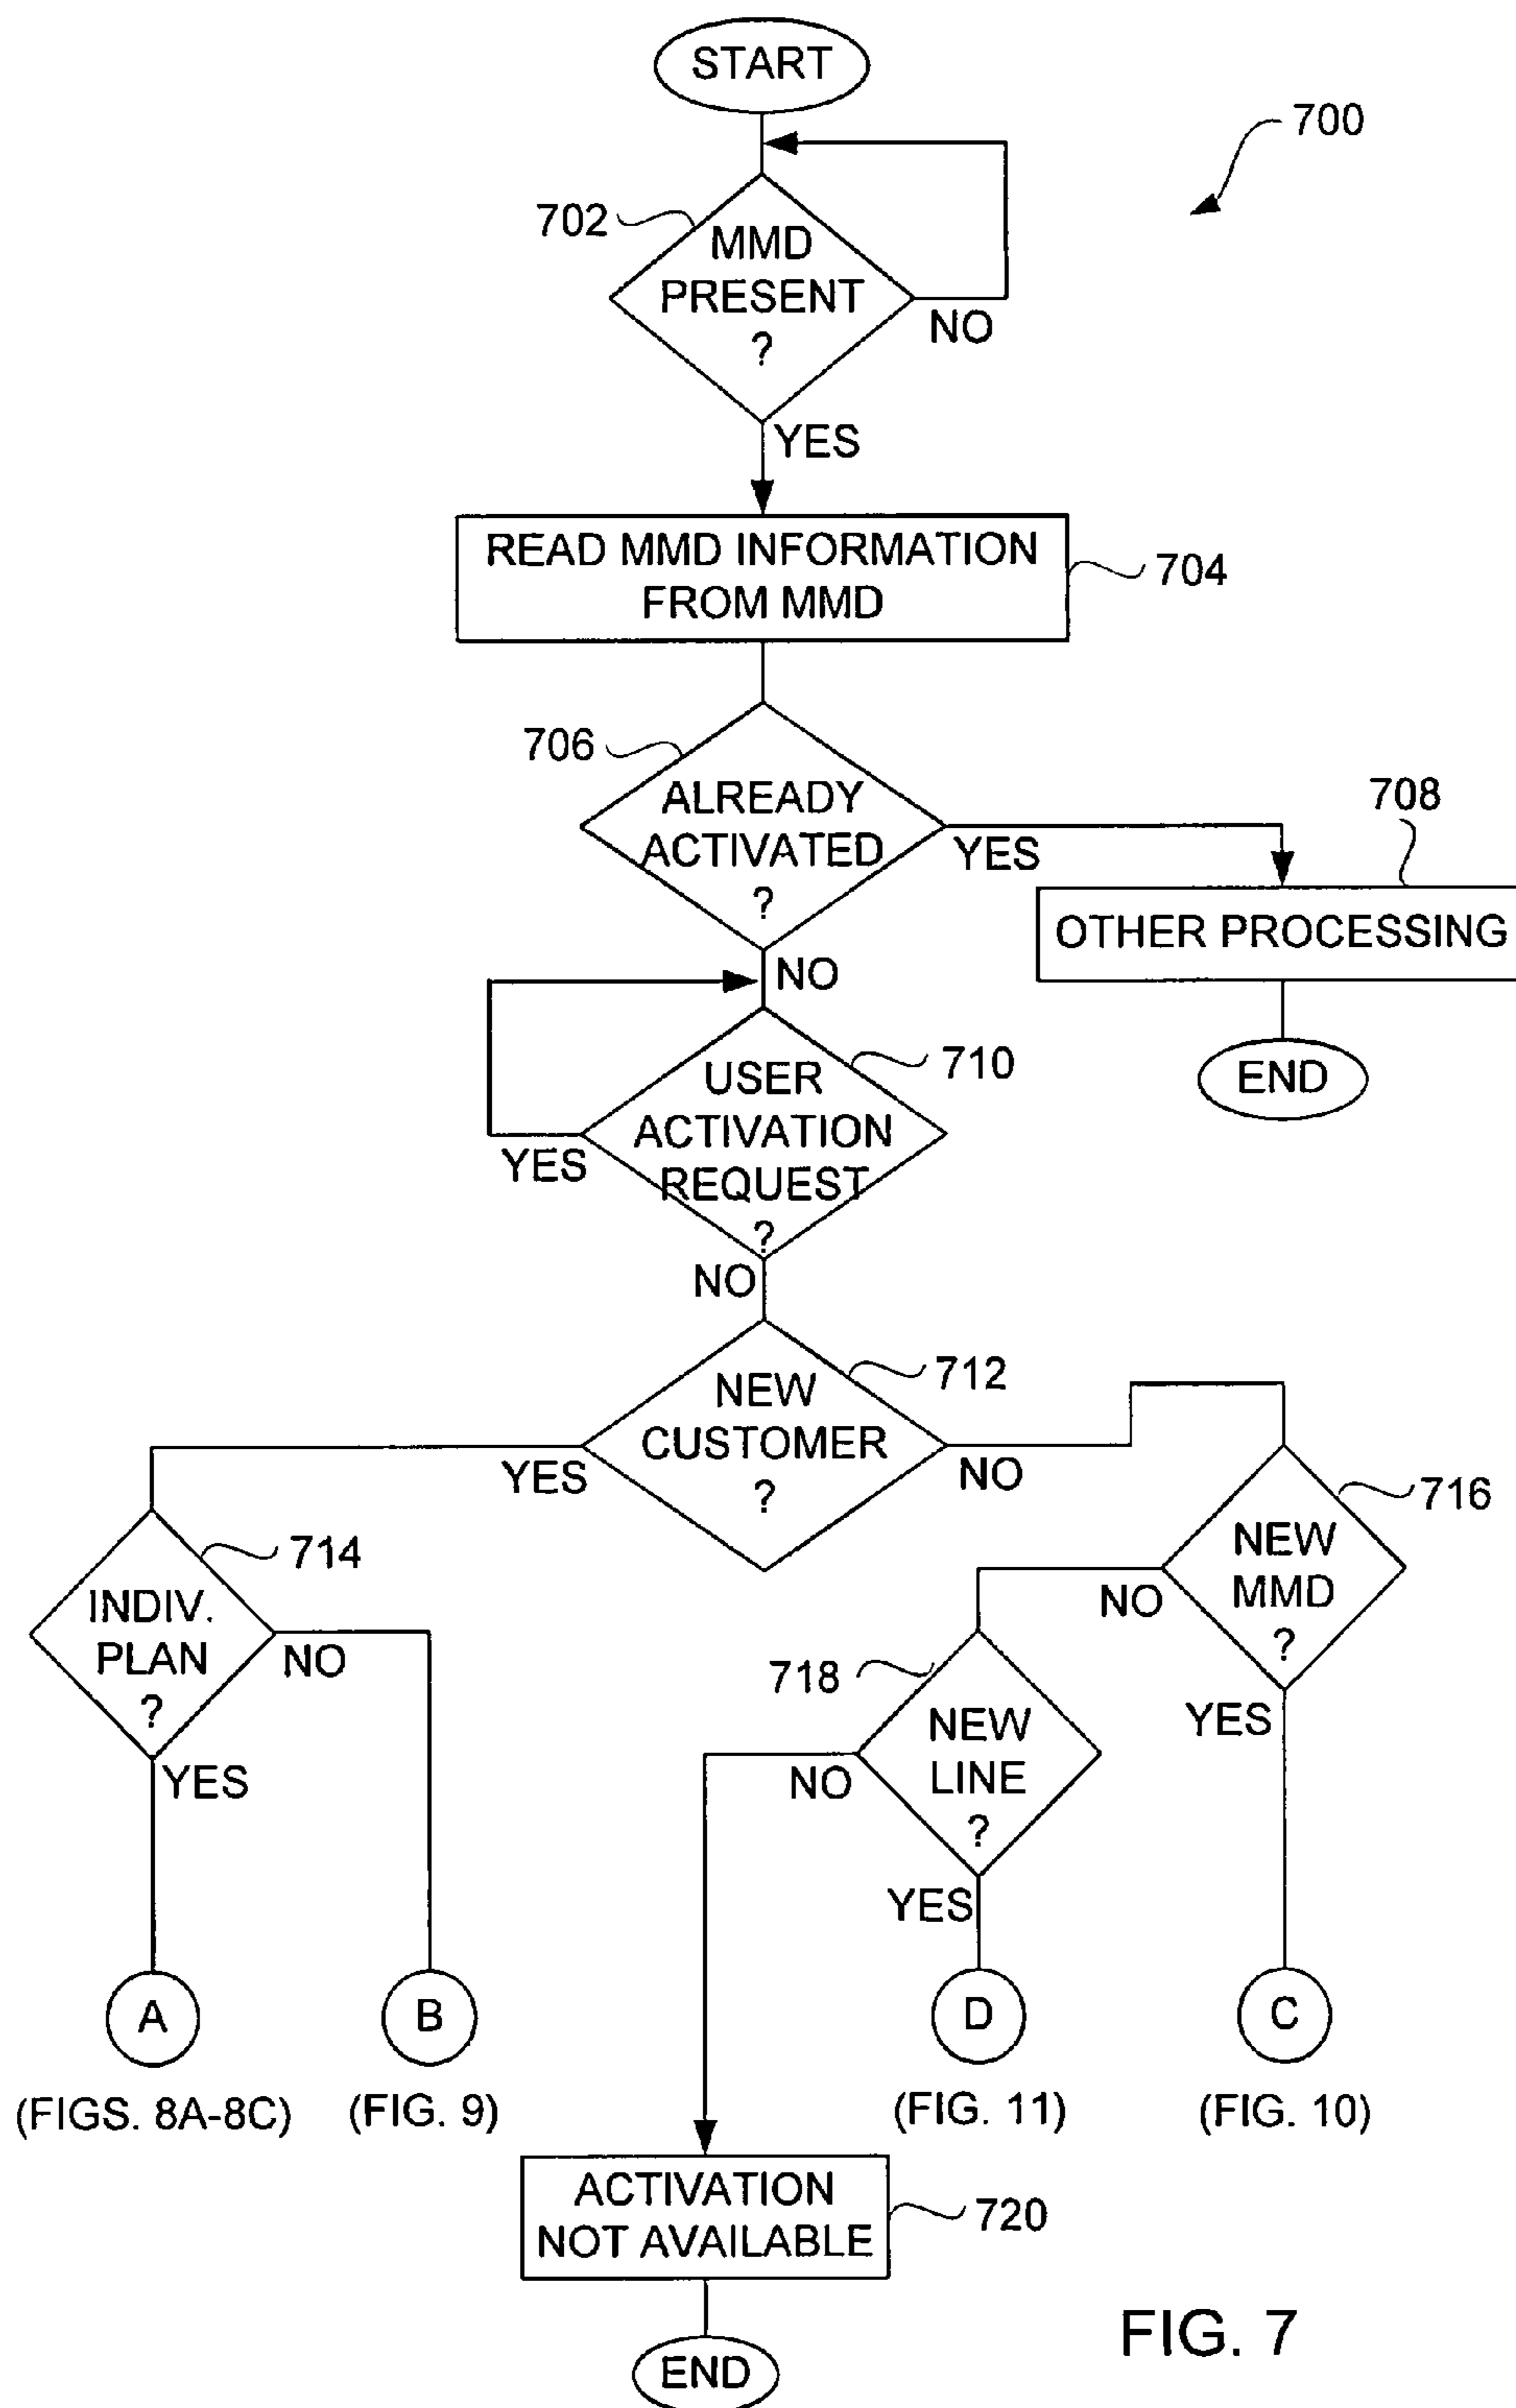 START
700
702
MMD
PRESENT
?
NO
YES
READ MMD INFORMATION
FROM MMD
704
706
ALREADY
ACTIVATED
?
YES
708
OTHER PROCESSING
NO
END
710
USER
ACTIVATION
REQUEST
?
YES
NO
712
NEW
CUSTOMER
?
YES
NO
714
INDIV.
PLAN
?
NO
YES
716
NEW
MMD
?
NO
YES
718
NEW
LINE
?
NO
YES
A
B
D
C
(FIGS. 8A-8C)
(FIG. 9)
(FIG. 11)
(FIG. 10)
ACTIVATION
NOT AVAILABLE
720
END
FIG. 7